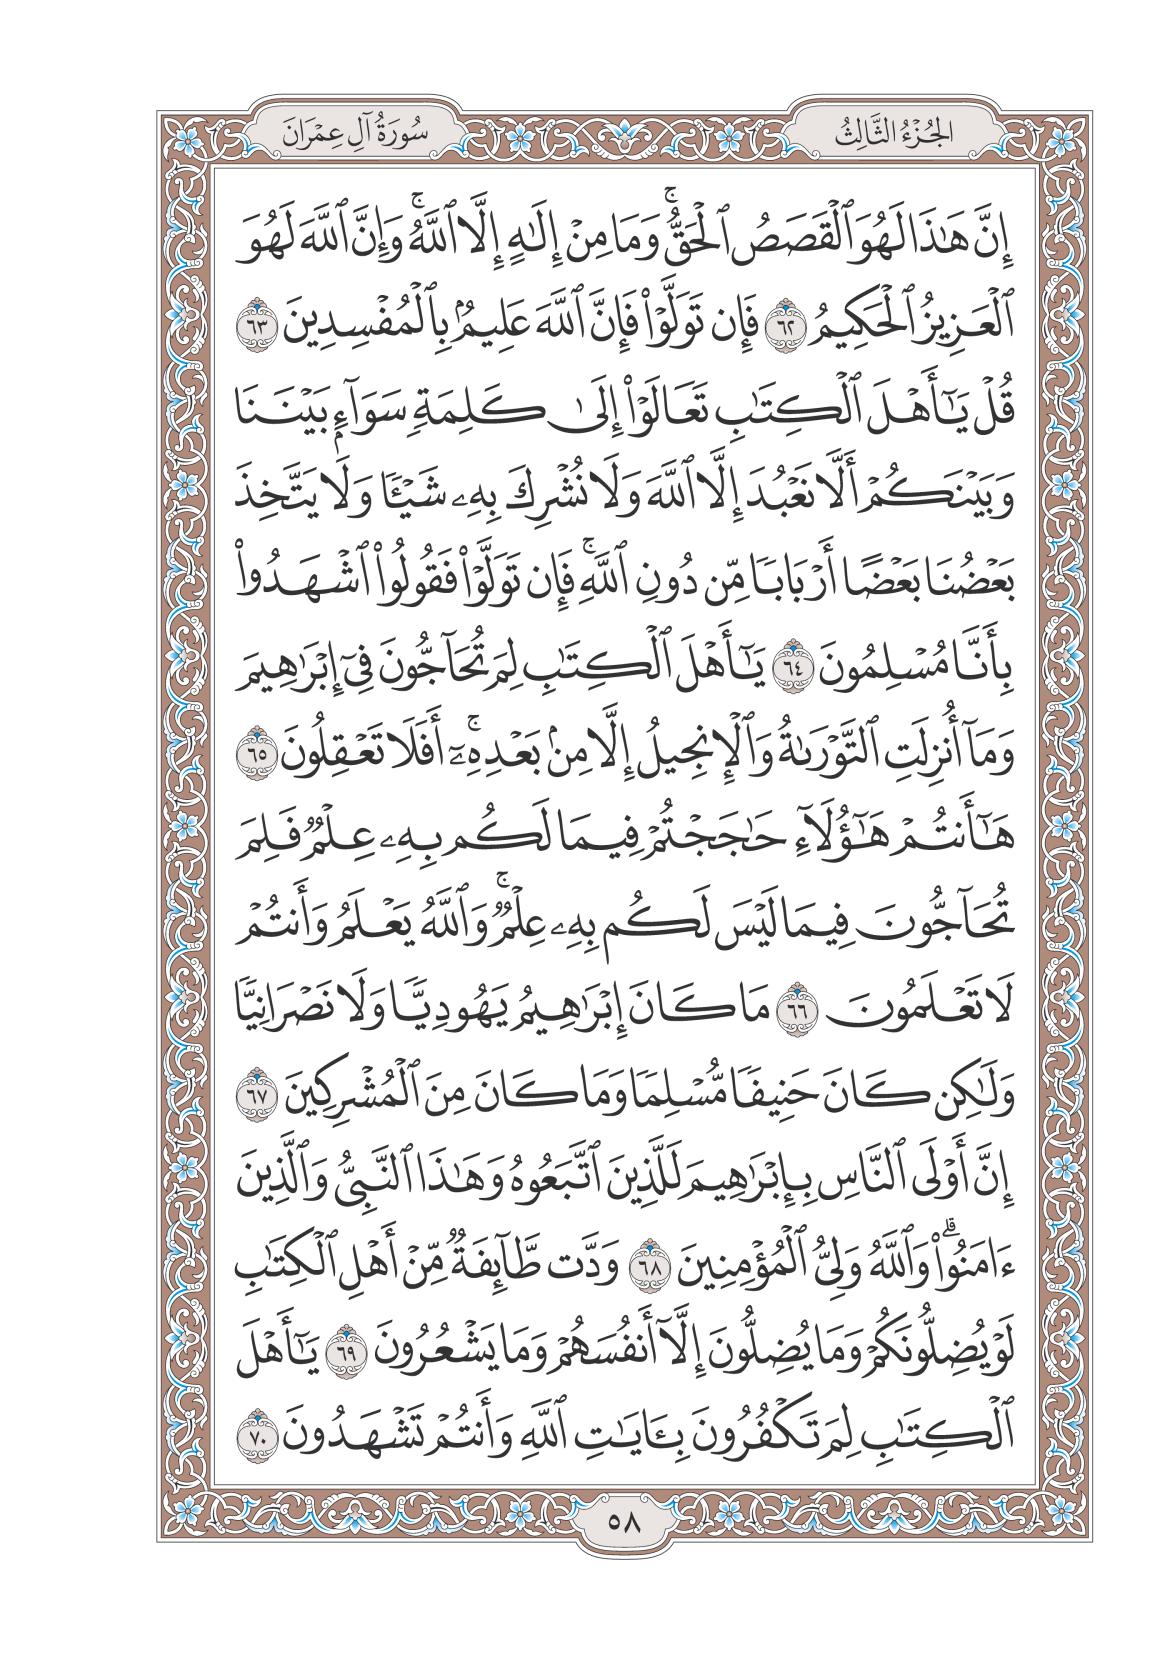 الجُزْءُ الثَّالِثُ
سُورَةُ آلِ عِمْرَانَ
إِنَّ هَٰذَا لَهُوَ ٱلْقَصَصُ ٱلْحَقُّۚ وَمَا مِنْ إِلَٰهٍ إِلَّا ٱللَّهُۚ وَإِنَّ ٱللَّهَ لَهُوَ
ٱلْعَزِيزُ ٱلْحَكِيمُ ٦٢ فَإِن تَوَلَّوْا۟ فَإِنَّ ٱللَّهَ عَلِيمٌۢ بِٱلْمُفْسِدِينَ ٦٣
قُلْ يَٰٓأَهْلَ ٱلْكِتَٰبِ تَعَالَوْا۟ إِلَىٰ كَلِمَةٍ سَوَآءٍۭ بَيْنَنَا
وَبَيْنَكُمْ أَلَّا نَعْبُدَ إِلَّا ٱللَّهَ وَلَا نُشْرِكَ بِهِۦ شَيْـًٔا وَلَا يَتَّخِذَ
بَعْضُنَا بَعْضًا أَرْبَابًا مِّن دُونِ ٱللَّهِۚ فَإِن تَوَلَّوْا۟ فَقُولُوا۟ ٱشْهَدُوا۟
بِأَنَّا مُسْلِمُونَ ٦٤ يَٰٓأَهْلَ ٱلْكِتَٰبِ لِمَ تُحَآجُّونَ فِىٓ إِبْرَٰهِيمَ
وَمَآ أُنزِلَتِ ٱلتَّوْرَىٰةُ وَٱلْإِنجِيلُ إِلَّا مِنۢ بَعْدِهِۦٓۚ أَفَلَا تَعْقِلُونَ ٦٥
هَٰٓأَنتُمْ هَٰٓؤُلَآءِ حَٰجَجْتُمْ فِيمَا لَكُم بِهِۦ عِلْمٌ فَلِمَ
تُحَآجُّونَ فِيمَا لَيْسَ لَكُم بِهِۦ عِلْمٌۚ وَٱللَّهُ يَعْلَمُ وَأَنتُمْ
لَا تَعْلَمُونَ ٦٦ مَا كَانَ إِبْرَٰهِيمُ يَهُودِيًّا وَلَا نَصْرَانِيًّا
وَلَٰكِن كَانَ حَنِيفًا مُّسْلِمًا وَمَا كَانَ مِنَ ٱلْمُشْرِكِينَ ٦٧
إِنَّ أَوْلَى ٱلنَّاسِ بِإِبْرَٰهِيمَ لَلَّذِينَ ٱتَّبَعُوهُ وَهَٰذَا ٱلنَّبِىُّ وَٱلَّذِينَ
ءَامَنُوا۟ۗ وَٱللَّهُ وَلِىُّ ٱلْمُؤْمِنِينَ ٦٨ وَدَّت طَّآئِفَةٌ مِّنْ أَهْلِ ٱلْكِتَٰبِ
لَوْ يُضِلُّونَكُمْ وَمَا يُضِلُّونَ إِلَّآ أَنفُسَهُمْ وَمَا يَشْعُرُونَ ٦٩ يَٰٓأَهْلَ
ٱلْكِتَٰبِ لِمَ تَكْفُرُونَ بِـَٔايَٰتِ ٱللَّهِ وَأَنتُمْ تَشْهَدُونَ ٧٠
٥٨